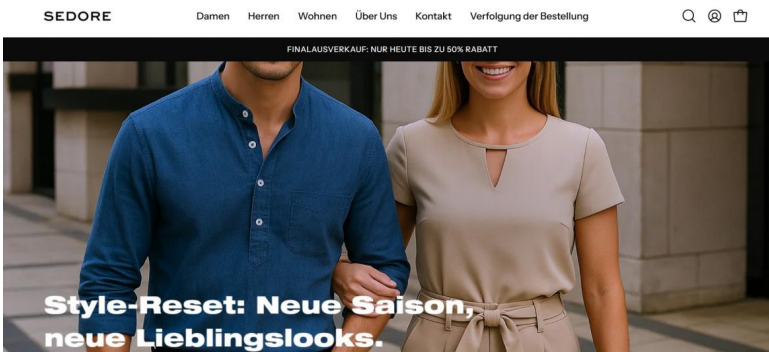 SEDORE Damen Herren Wohnen Über Uns Kontakt Verfolgung der Bestellung
FINALAUSVERKAUF: NUR HEUTE BIS ZU 50% RABATT
Style-Reset: Neue Saison,
neue Lieblingslooks.